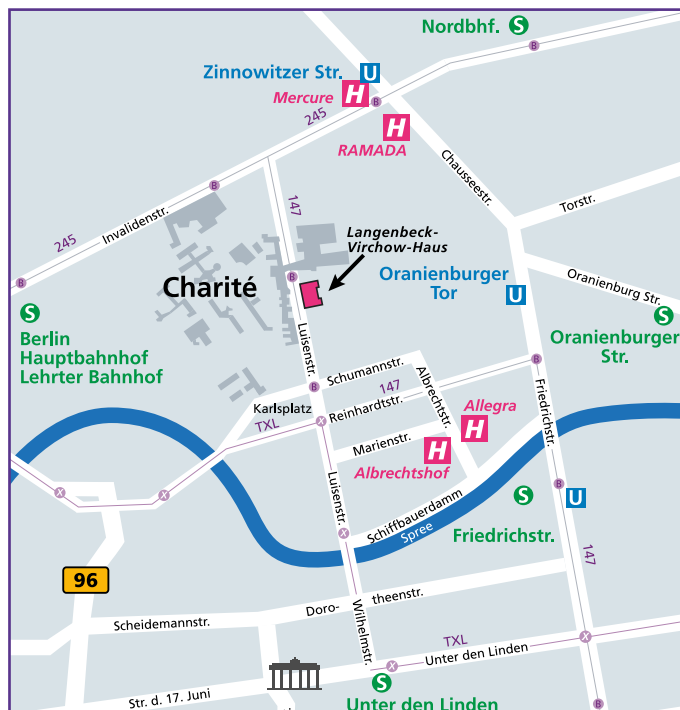 Nordbhf. S
Zinnowitzer Str. U
Mercure H
B
B
245
H
RAMADA
Chausseestr.
Torstr.
B
147
Invalidenstr.
245
Langenbeck-
Virchow-Haus
B
B
Charité
Oranienburger
Tor
U
Oranienburg Str.
S
S
Berlin
Hauptbahnhof
Lehrter Bahnhof
Oranienburger
Str.
Luisenstr.
Schumannstr.
B
B
147
Albrechtstr.
Friedrichstr.
Karlsplatz
Reinhardtstr.
TXL
X
Allegra
H
Marienstr.
H
Albrechtshof
Luisenstr.
X
X
B
S
U
Schiffbauerdamm
Spree
X
Friedrichstr.
147
96
Doro-
theenstr.
Wilhelmstr.
Scheidemannstr.
TXL
X
Unter den Linden
X
Str. d. 17. Juni
S
Unter den Linden
B